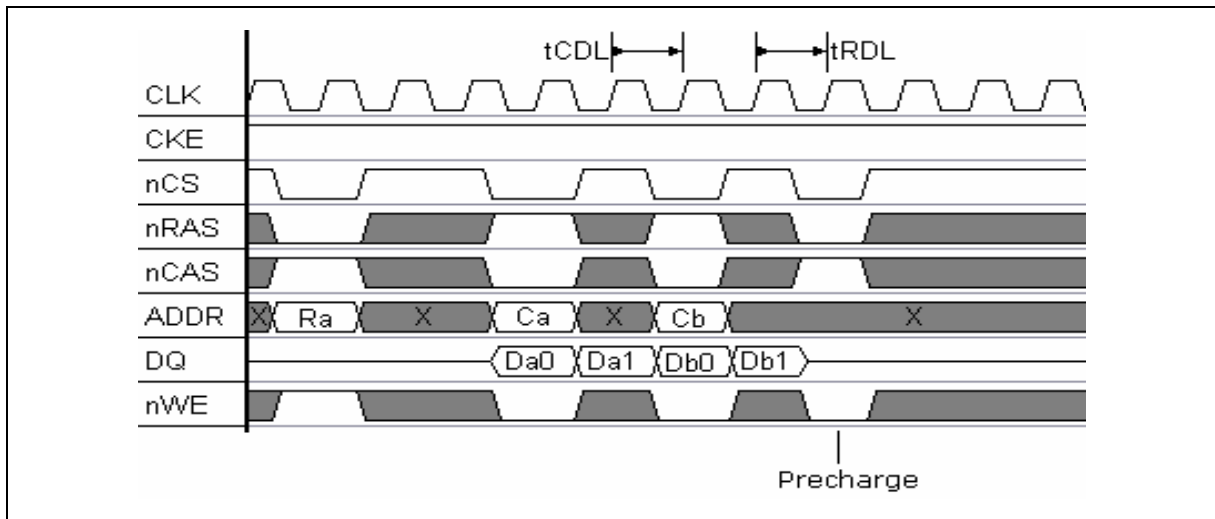 tCDL tRDL
CLK
CKE
nCS
nRAS
nCAS
ADDR X Ra X Ca X Cb X
DQ Da0 Da1 Db0 Db1
nWE
Precharge